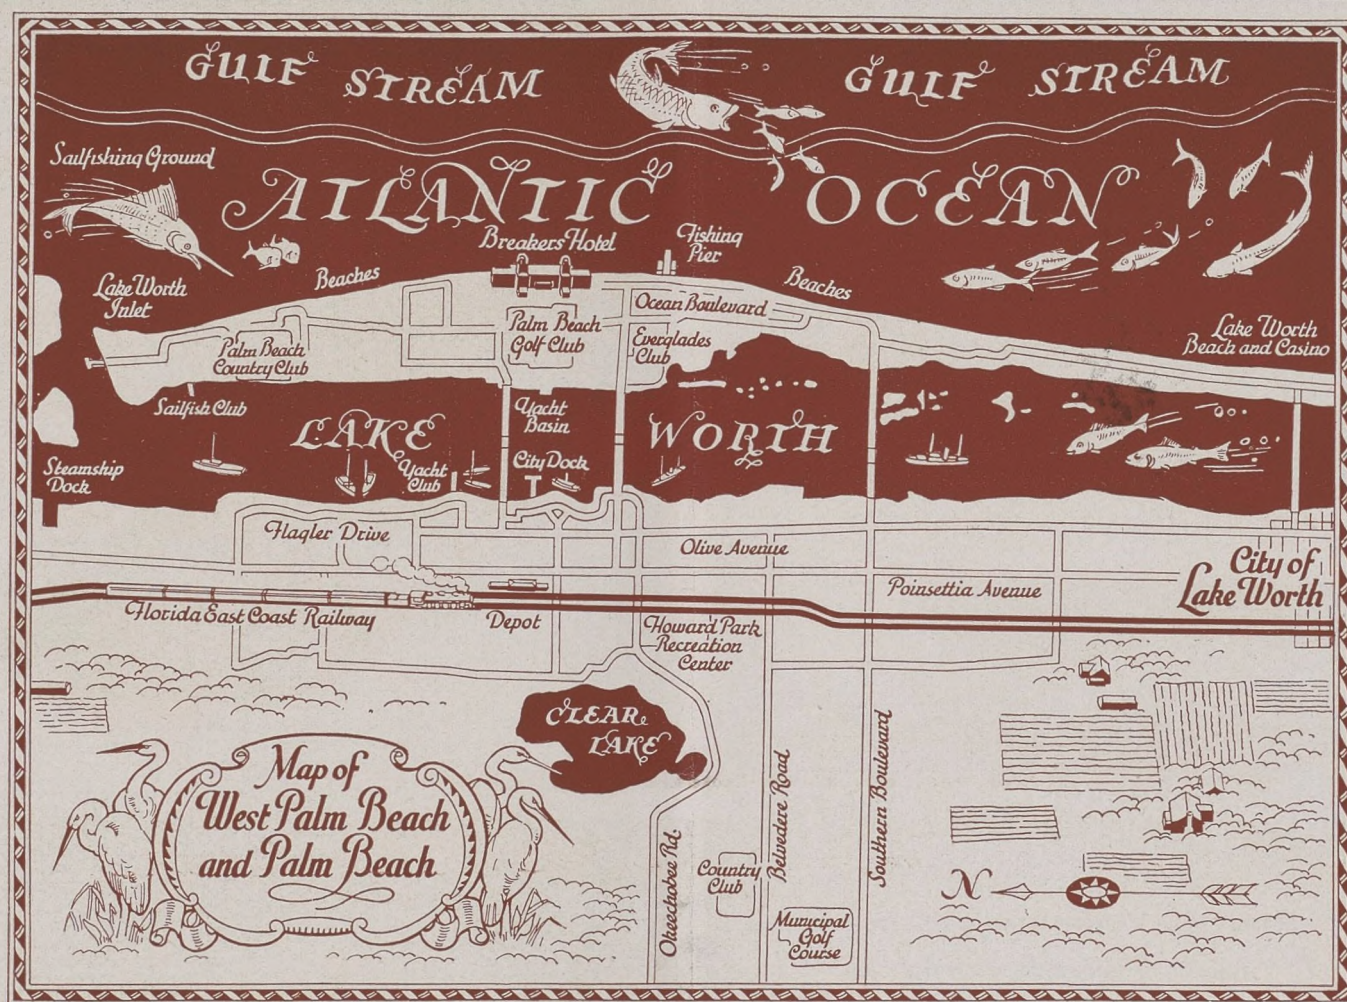 GULF STREAM
GULF STREAM
Sailfishing Ground
ATLANTIC OCEAN
Breakers Hotel
Fishing
Pier
Lake Worth
Inlet
Beaches
Beaches
Ocean Boulevard
Palm Beach
Golf Club
Everglades
Club
Palm Beach
Country Club
Lake Worth
Beach and Casino
Sailfish Club
Yacht
Basin
LAKE WORTH
Steamship
Dock
Yacht
Club
City Dock
Flagler Drive
Olive Avenue
City of
Lake Worth
Poinsettia Avenue
Florida East Coast Railway
Depot
Howard Park
Recreation
Center
CLEAR
LAKE
Map of
West Palm Beach
and Palm Beach
Okeechobee Rd.
Belvedere Road
Southern Boulevard
Country
Club
Municipal
Golf
Course
N